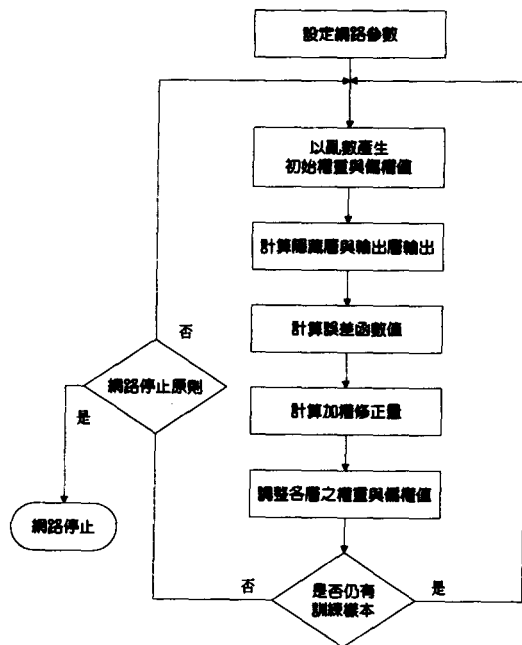 設定網路參數
以亂數產生
初始權重與偏權值
計算隱藏層與輸出層輸出
計算誤差函數值
計算加權修正量
調整各層之權重與偏權值
是否仍有
訓練樣本
是
否
網路停止原則
否
是
網路停止